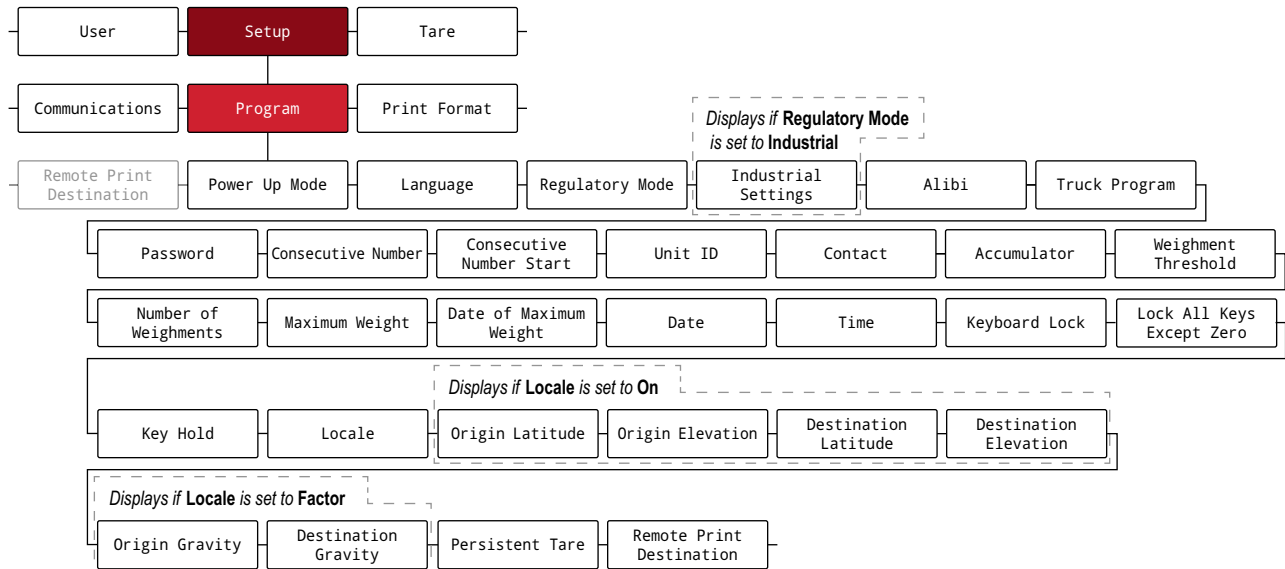 User
Setup
Tare
Communications
Program
Print Format
Displays if Regulatory Mode
is set to Industrial
Remote Print
Destination
Power Up Mode
Language
Regulatory Mode
Industrial
Settings
Alibi
Truck Program
Password
Consecutive Number
Consecutive
Number Start
Unit ID
Contact
Accumulator
Weighment
Threshold
Number of
Weighments
Maximum Weight
Date of Maximum
Weight
Date
Time
Keyboard Lock
Lock All Keys
Except Zero
Displays if Locale is set to On
Key Hold
Locale
Origin Latitude
Origin Elevation
Destination
Latitude
Destination
Elevation
Displays if Locale is set to Factor
Origin Gravity
Destination
Gravity
Persistent Tare
Remote Print
Destination